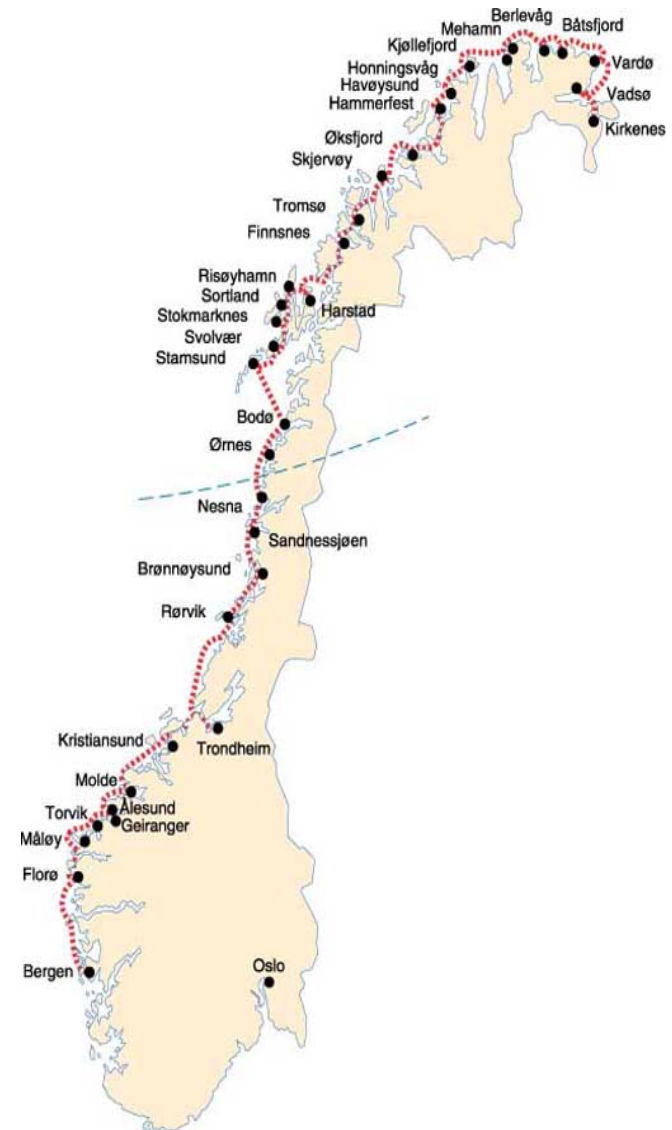 Berlevåg
Mehamn
Båtsfjord
Kjøllefjord
Vardø
Honningsvåg
Havøysund
Vadsø
Hammerfest
Kirkenes
Øksfjord
Skjervøy
Tromsø
Finnsnes
Risøyhamn
Sortland
Harstad
Stokmarknes
Svolvær
Stamsund
Bodø
Ørnes
Nesna
Sandnessjøen
Brønnøysund
Rørvik
Kristiansund
Trondheim
Molde
Ålesund
Torvik
Geiranger
Måløy
Florø
Bergen
Oslo